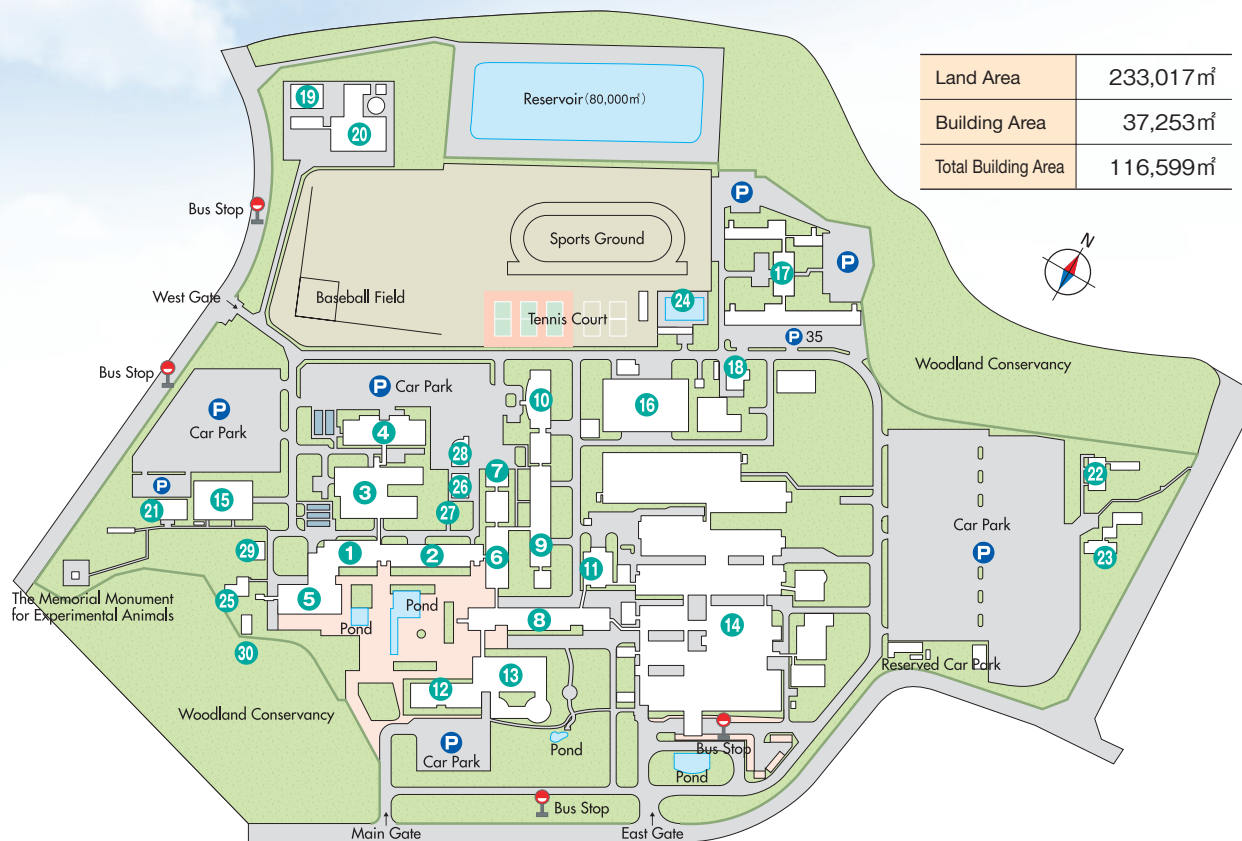 Land Area 233,017㎡
Building Area 37,253㎡
Total Building Area 116,599㎡
Reservoir(80,000㎡)
19
20
Bus Stop
P
Sports Ground
N
17
P
West Gate
Baseball Field
24
Tennis Court
P 35
Bus Stop
18
Woodland Conservancy
P Car Park
10
16
P
Car Park
4
28
7
22
P
3
26
21
15
27
Car Park
P
29
1
2
6
9
11
23
The Memorial Monument
for Experimental Animals
25
5
Pond
Pond
8
14
30
Reserved Car Park
13
12
Woodland Conservancy
P
Car Park
Pond
Bus Stop
Pond
Bus Stop
Main Gate
East Gate